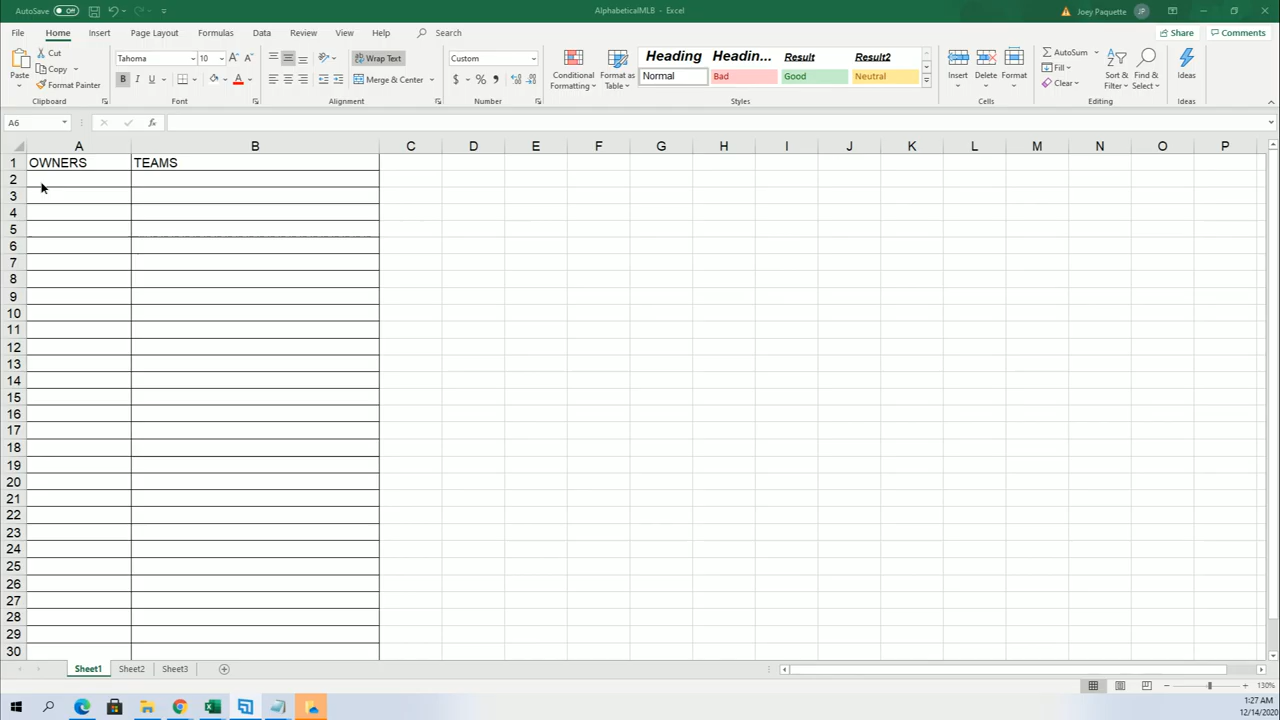 AutoSave Off AlphabeticalMLB - Excel Joey Paquette JP
File Home Insert Page Layout Formulas Data Review View Help Search Share Comments
Paste Cut Copy Format Painter Clipboard
Tahoma 10 B I U A A A Font
Wrap Text Merge & Center Alignment
Custom $ % Number
Conditional Formatting Format as Table Heading Headin... Result Result2 Normal Bad Good Neutral Styles
Insert Delete Format Cells
AutoSum Fill Clear Sort & Filter Find & Select Editing
Ideas Ideas
A6 fx
A B C D E F G H I J K L M N O P
1 OWNERS TEAMS
2
3
4
5
6
7
8
9
10
11
12
13
14
15
16
17
18
19
20
21
22
23
24
25
26
27
28
29
30
Sheet1 Sheet2 Sheet3
130%
1:27 AM
12/14/2020